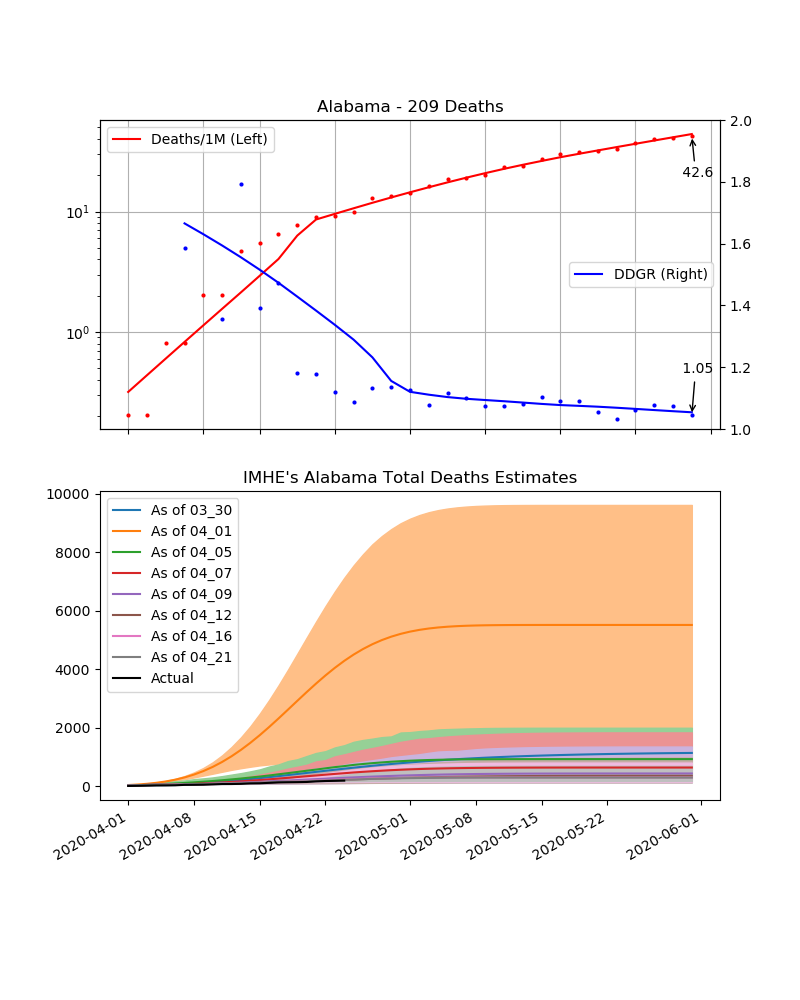 Alabama - 209 Deaths
Deaths/1M (Left)
DDGR (Right)
42.6
1.05
10^1
10^0
2.0
1.8
1.6
1.4
1.2
1.0
IMHE's Alabama Total Deaths Estimates
As of 03_30
As of 04_01
As of 04_05
As of 04_07
As of 04_09
As of 04_12
As of 04_16
As of 04_21
Actual
10000
8000
6000
4000
2000
0
2020-04-01
2020-04-08
2020-04-15
2020-04-22
2020-05-01
2020-05-08
2020-05-15
2020-05-22
2020-06-01